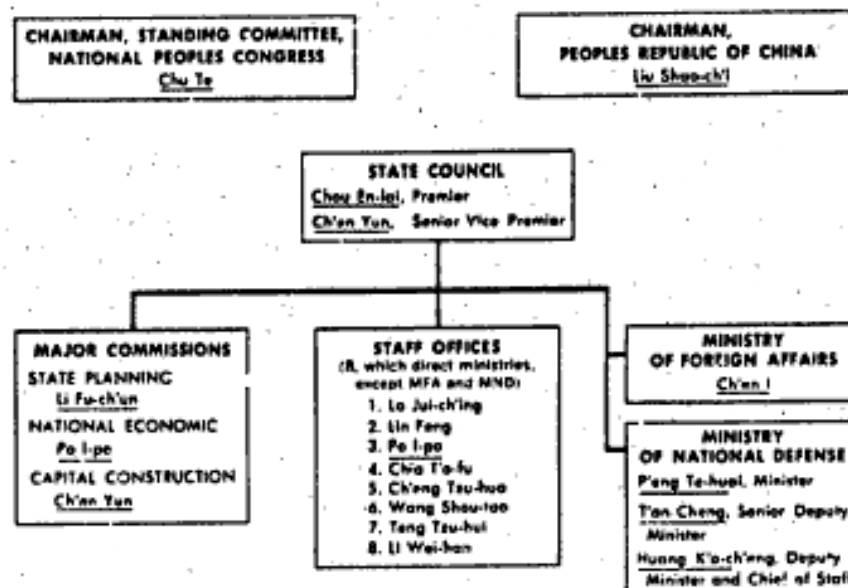 CHAIRMAN, STANDING COMMITTEE,
NATIONAL PEOPLES CONGRESS
Chu Te
CHAIRMAN,
PEOPLES REPUBLIC OF CHINA
Liu Shao-ch'i
STATE COUNCIL
Chou En-lai, Premier
Ch'en Yun, Senior Vice Premier
MAJOR COMMISSIONS
STATE PLANNING
Li Fu-ch'un
NATIONAL ECONOMIC
Po I-po
CAPITAL CONSTRUCTION
Ch'en Yun
STAFF OFFICES
(8, which direct ministries,
except MFA and MND)
1. Lo Jui-ch'ing
2. Lin Feng
3. Po I-po
4. Chia T'o-fu
5. Ch'eng Tzu-hua
6. Wang Shou-tao
7. Teng Tzu-hui
8. Li Wei-han
MINISTRY
OF FOREIGN AFFAIRS
Ch'en I
MINISTRY
OF NATIONAL DEFENSE
P'eng Te-huai, Minister
T'an Cheng, Senior Deputy
Minister
Huang K'o-ch'eng, Deputy
Minister and Chief of Staff